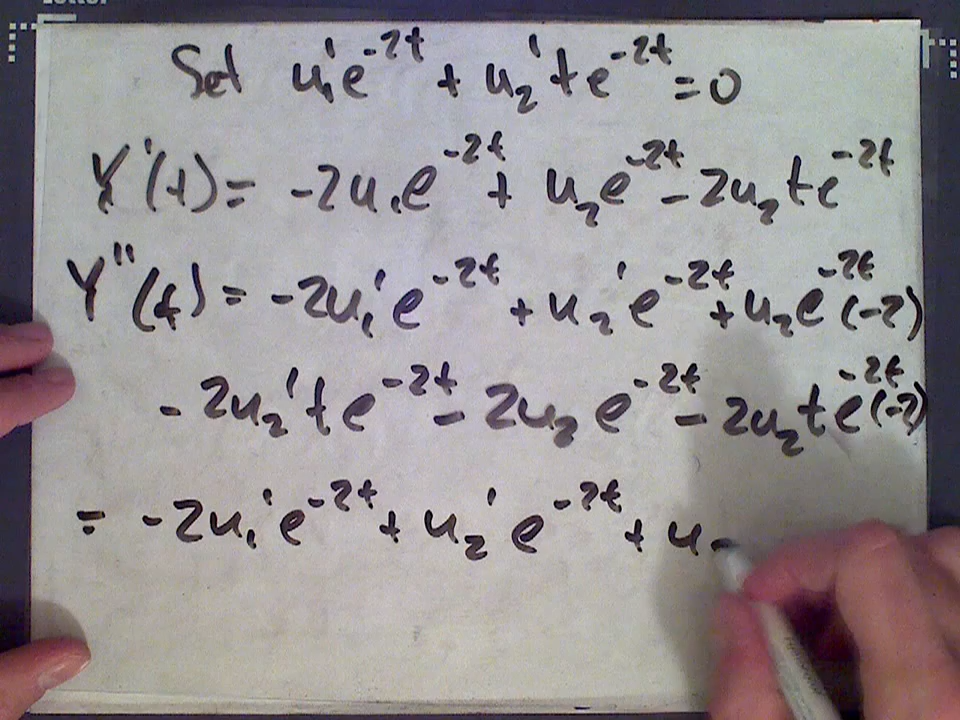 Set u₁'e^-2t + u₂'te^-2t = 0
Y'(t) = -2u₁e^-2t + u₂e^-2t - 2u₂te^-2t
Y''(t) = -2u₁'e^-2t + u₂'e^-2t + u₂e^-2t(-2)
- 2u₂'te^-2t - 2u₂e^-2t - 2u₂te^-2t(-2)
= -2u₁'e^-2t + u₂'e^-2t + u